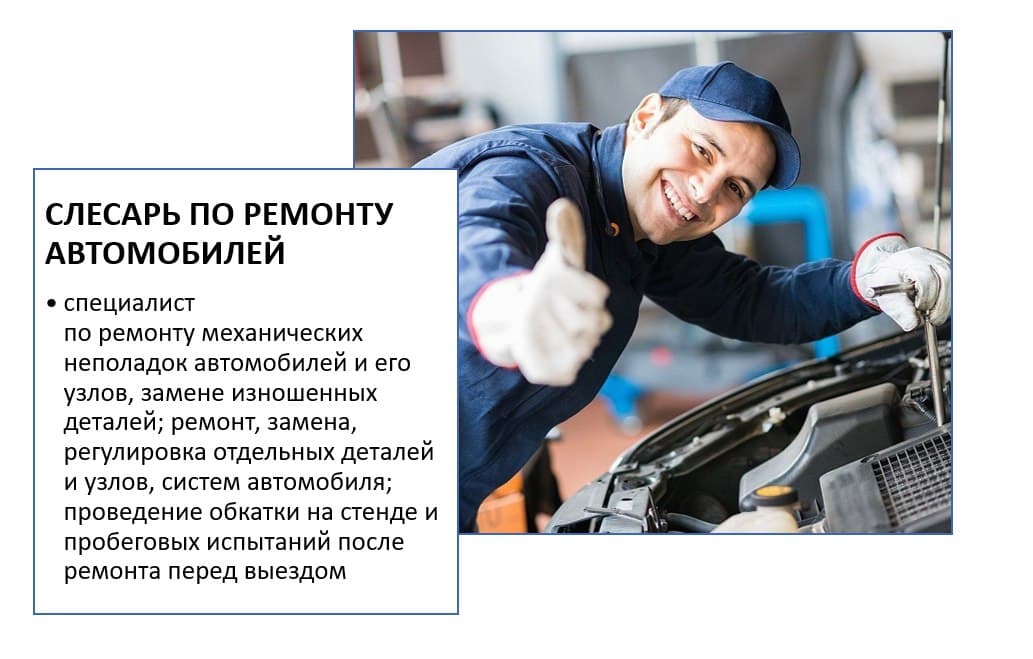 СЛЕСАРЬ ПО РЕМОНТУ
АВТОМОБИЛЕЙ
• специалист
по ремонту механических
неполадок автомобилей и его
узлов, замене изношенных
деталей; ремонт, замена,
регулировка отдельных деталей
и узлов, систем автомобиля;
проведение обкатки на стенде и
пробеговых испытаний после
ремонта перед выездом